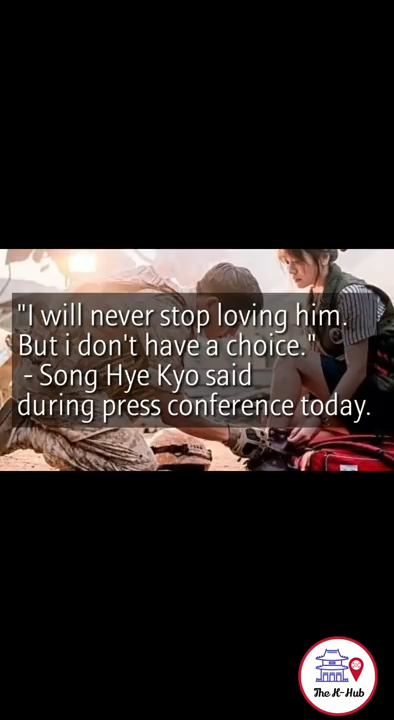 "I will never stop loving him.
But i don't have a choice."
- Song Hye Kyo said
during press conference today.
The K-Hub